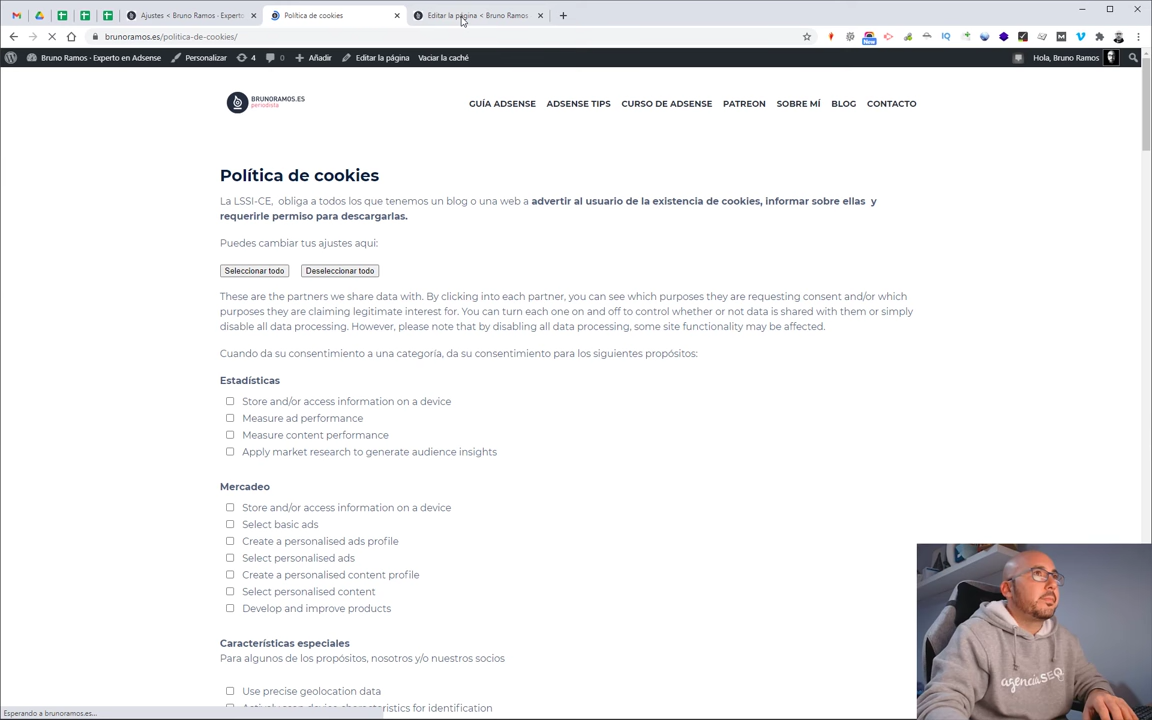 Ajustes < Bruno Ramos · Experto
Política de cookies
Editar la página < Bruno Ramos
brunoramos.es/politica-de-cookies/
New
IQ
Bruno Ramos · Experto en Adsense
Personalizar
4
0
Añadir
Editar la página
Vaciar la caché
Hola, Bruno Ramos
BRUNORAMOS.ES
periodista
GUÍA ADSENSE
ADSENSE TIPS
CURSO DE ADSENSE
PATREON
SOBRE MÍ
BLOG
CONTACTO
Política de cookies
La LSSI-CE, obliga a todos los que tenemos un blog o una web a advertir al usuario de la existencia de cookies, informar sobre ellas y
requerirle permiso para descargarlas.
Puedes cambiar tus ajustes aqui:
Seleccionar todo
Deseleccionar todo
These are the partners we share data with. By clicking into each partner, you can see which purposes they are requesting consent and/or which
purposes they are claiming legitimate interest for. You can turn each one on and off to control whether or not data is shared with them or simply
disable all data processing. However, please note that by disabling all data processing, some site functionality may be affected.
Cuando da su consentimiento a una categoría, da su consentimiento para los siguientes propósitos:
Estadísticas
Store and/or access information on a device
Measure ad performance
Measure content performance
Apply market research to generate audience insights
Mercadeo
Store and/or access information on a device
Select basic ads
Create a personalised ads profile
Select personalised ads
Create a personalised content profile
Select personalised content
Develop and improve products
Características especiales
Para algunos de los propósitos, nosotros y/o nuestros socios
Use precise geolocation data
Actively scan device characteristics for identification
Esperando a brunoramos.es...
agenciaSEO